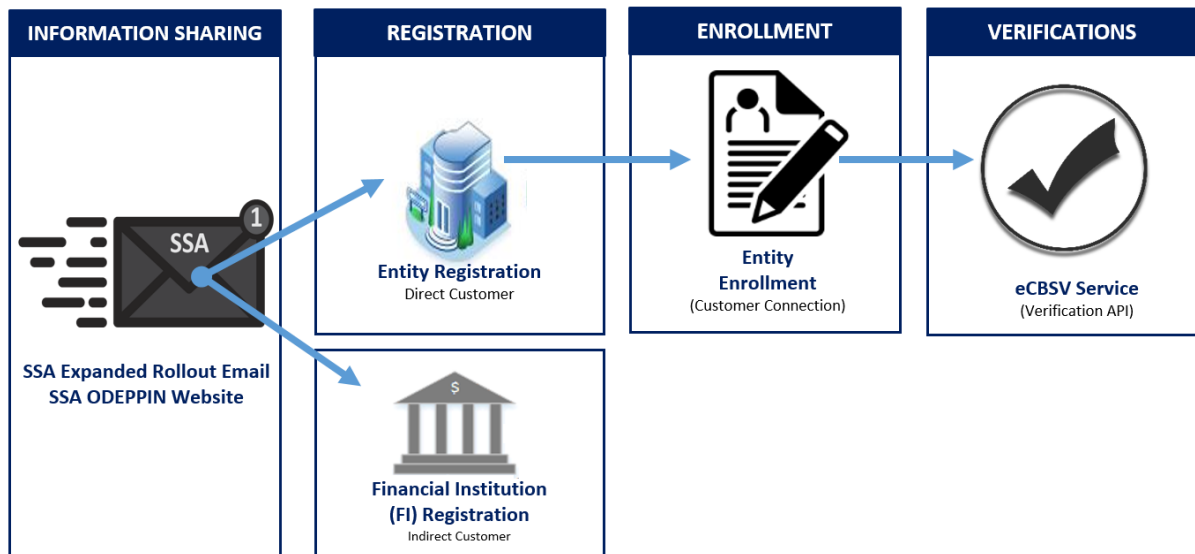 INFORMATION SHARING
SSA
1
SSA Expanded Rollout Email
SSA ODEPPIN Website
REGISTRATION
Entity Registration
Direct Customer
$
Financial Institution
(FI) Registration
Indirect Customer
ENROLLMENT
Entity
Enrollment
(Customer Connection)
VERIFICATIONS
eCBSV Service
(Verification API)